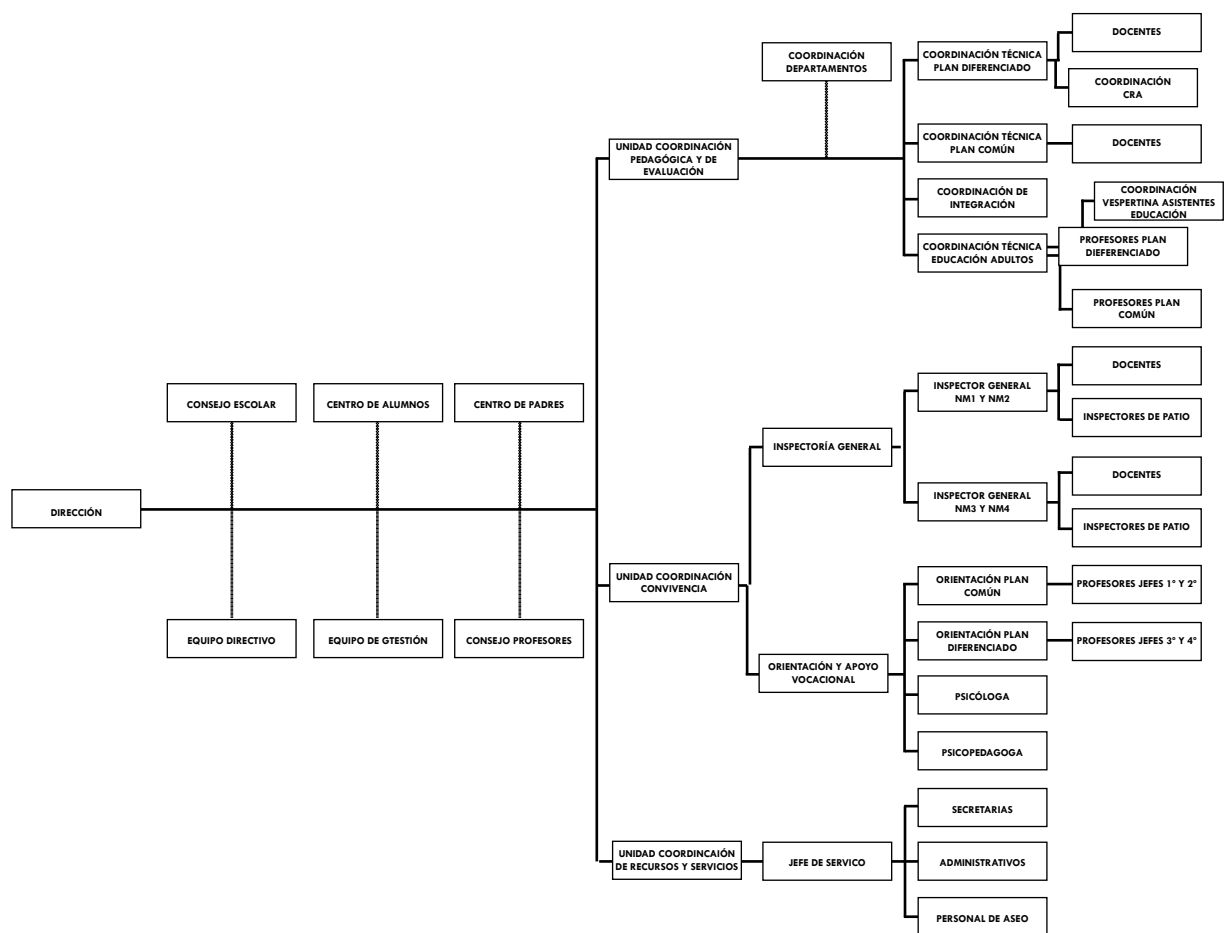 DIRECCIÓN
CONSEJO ESCOLAR
CENTRO DE ALUMNOS
CENTRO DE PADRES
EQUIPO DIRECTIVO
EQUIPO DE GTESTIÓN
CONSEJO PROFESORES
UNIDAD COORDINACIÓN
PEDAGÓGICA Y DE
EVALUACIÓN
COORDINACIÓN
DEPARTAMENTOS
COORDINACIÓN TÉCNICA
PLAN DIFERENCIADO
DOCENTES
COORDINACIÓN
CRA
COORDINACIÓN TÉCNICA
PLAN COMÚN
DOCENTES
COORDINACIÓN DE
INTEGRACIÓN
COORDINACIÓN TÉCNICA
EDUCACIÓN ADULTOS
COORDINACIÓN
VESPERTINA ASISTENTES
EDUCACIÓN
PROFESORES PLAN
DIEFERENCIADO
PROFESORES PLAN
COMÚN
UNIDAD COORDINACIÓN
CONVIVENCIA
INSPECTORÍA GENERAL
INSPECTOR GENERAL
NM1 Y NM2
DOCENTES
INSPECTORES DE PATIO
INSPECTOR GENERAL
NM3 Y NM4
DOCENTES
INSPECTORES DE PATIO
ORIENTACIÓN Y APOYO
VOCACIONAL
ORIENTACIÓN PLAN
COMÚN
PROFESORES JEFES 1º Y 2º
ORIENTACIÓN PLAN
DIFERENCIADO
PROFESORES JEFES 3º Y 4º
PSICÓLOGA
PSICOPEDAGOGA
UNIDAD COORDINCAIÓN
DE RECURSOS Y SERVICIOS
JEFE DE SERVICO
SECRETARIAS
ADMINISTRATIVOS
PERSONAL DE ASEO